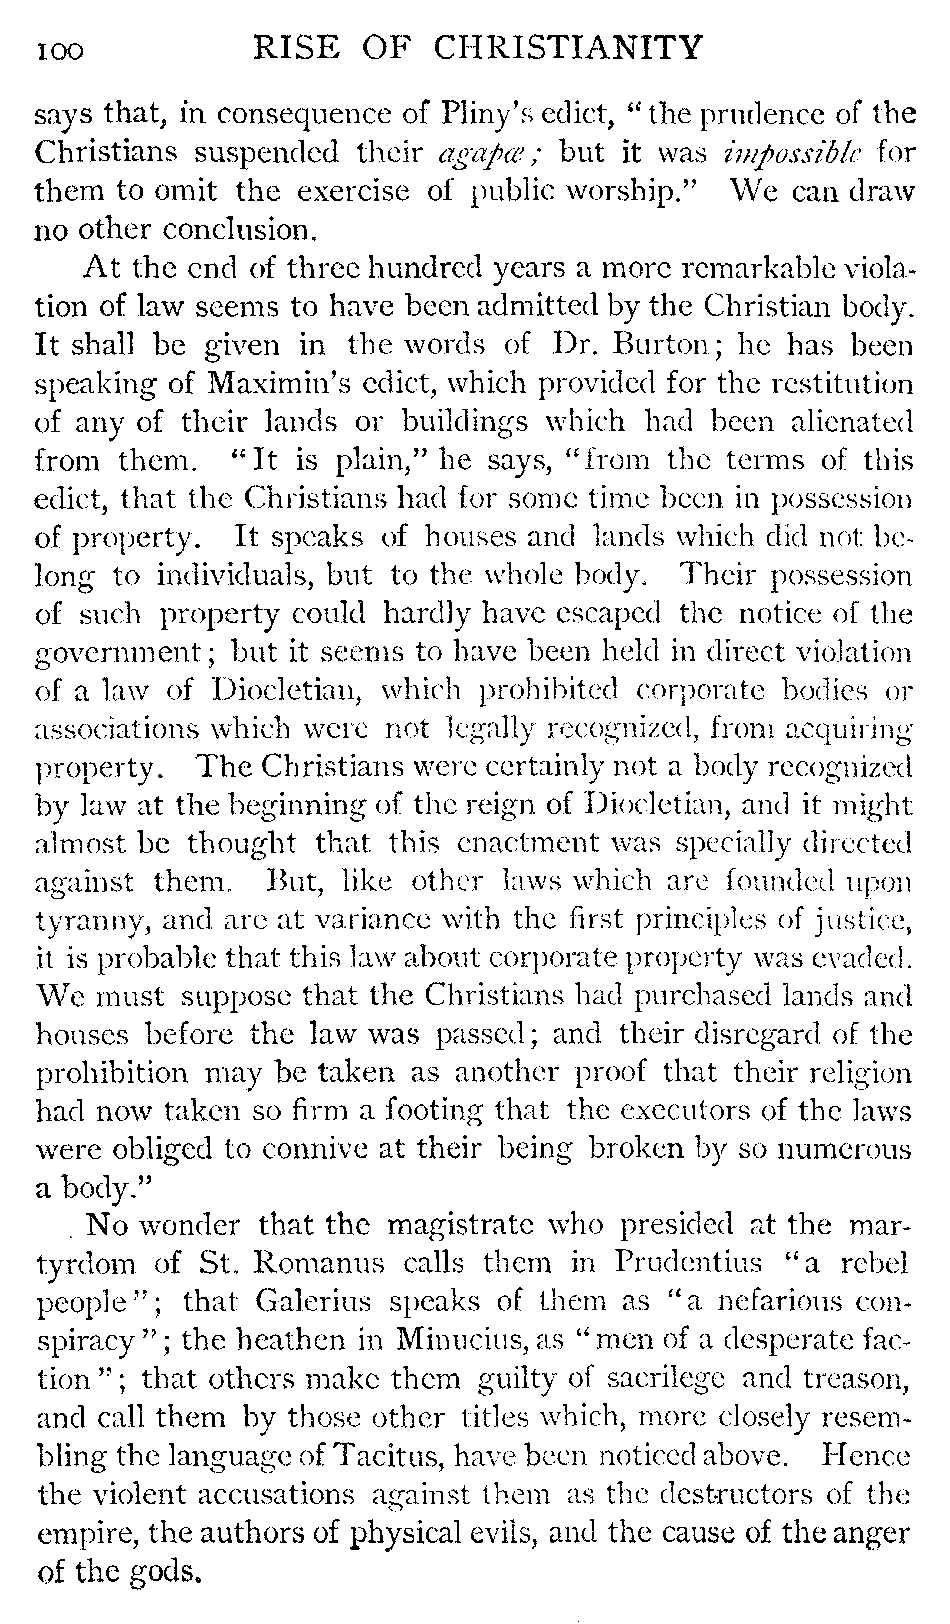 100 RISE OF CHRISTIANITY
says that, in consequence of Pliny's edict, "the prudence of the
Christians suspended their agapæ; but it was impossible for
them to omit the exercise of public worship." We can draw
no other conclusion.
At the end of three hundred years a more remarkable viola-
tion of law seems to have been admitted by the Christian body.
It shall be given in the words of Dr. Burton; he has been
speaking of Maximin's edict, which provided for the restitution
of any of their lands or buildings which had been alienated
from them. "It is plain," he says, "from the terms of this
edict, that the Christians had for some time been in possession
of property. It speaks of houses and lands which did not be-
long to individuals, but to the whole body. Their possession
of such property could hardly have escaped the notice of the
government; but it seems to have been held in direct violation
of a law of Diocletian, which prohibited corporate bodies or
associations which were not legally recognized, from acquiring
property. The Christians were certainly not a body recognized
by law at the beginning of the reign of Diocletian, and it might
almost be thought that this enactment was specially directed
against them. But, like other laws which are founded upon
tyranny, and are at variance with the first principles of justice,
it is probable that this law about corporate property was evaded.
We must suppose that the Christians had purchased lands and
houses before the law was passed; and their disregard of the
prohibition may be taken as another proof that their religion
had now taken so firm a footing that the executors of the laws
were obliged to connive at their being broken by so numerous
a body."
No wonder that the magistrate who presided at the mar-
tyrdom of St. Romanus calls them in Prudentius "a rebel
people"; that Galerius speaks of them as "a nefarious con-
spiracy"; the heathen in Minucius, as "men of a desperate fac-
tion"; that others make them guilty of sacrilege and treason,
and call them by those other titles which, more closely resem-
bling the language of Tacitus, have been noticed above. Hence
the violent accusations against them as the destructors of the
empire, the authors of physical evils, and the cause of the anger
of the gods.